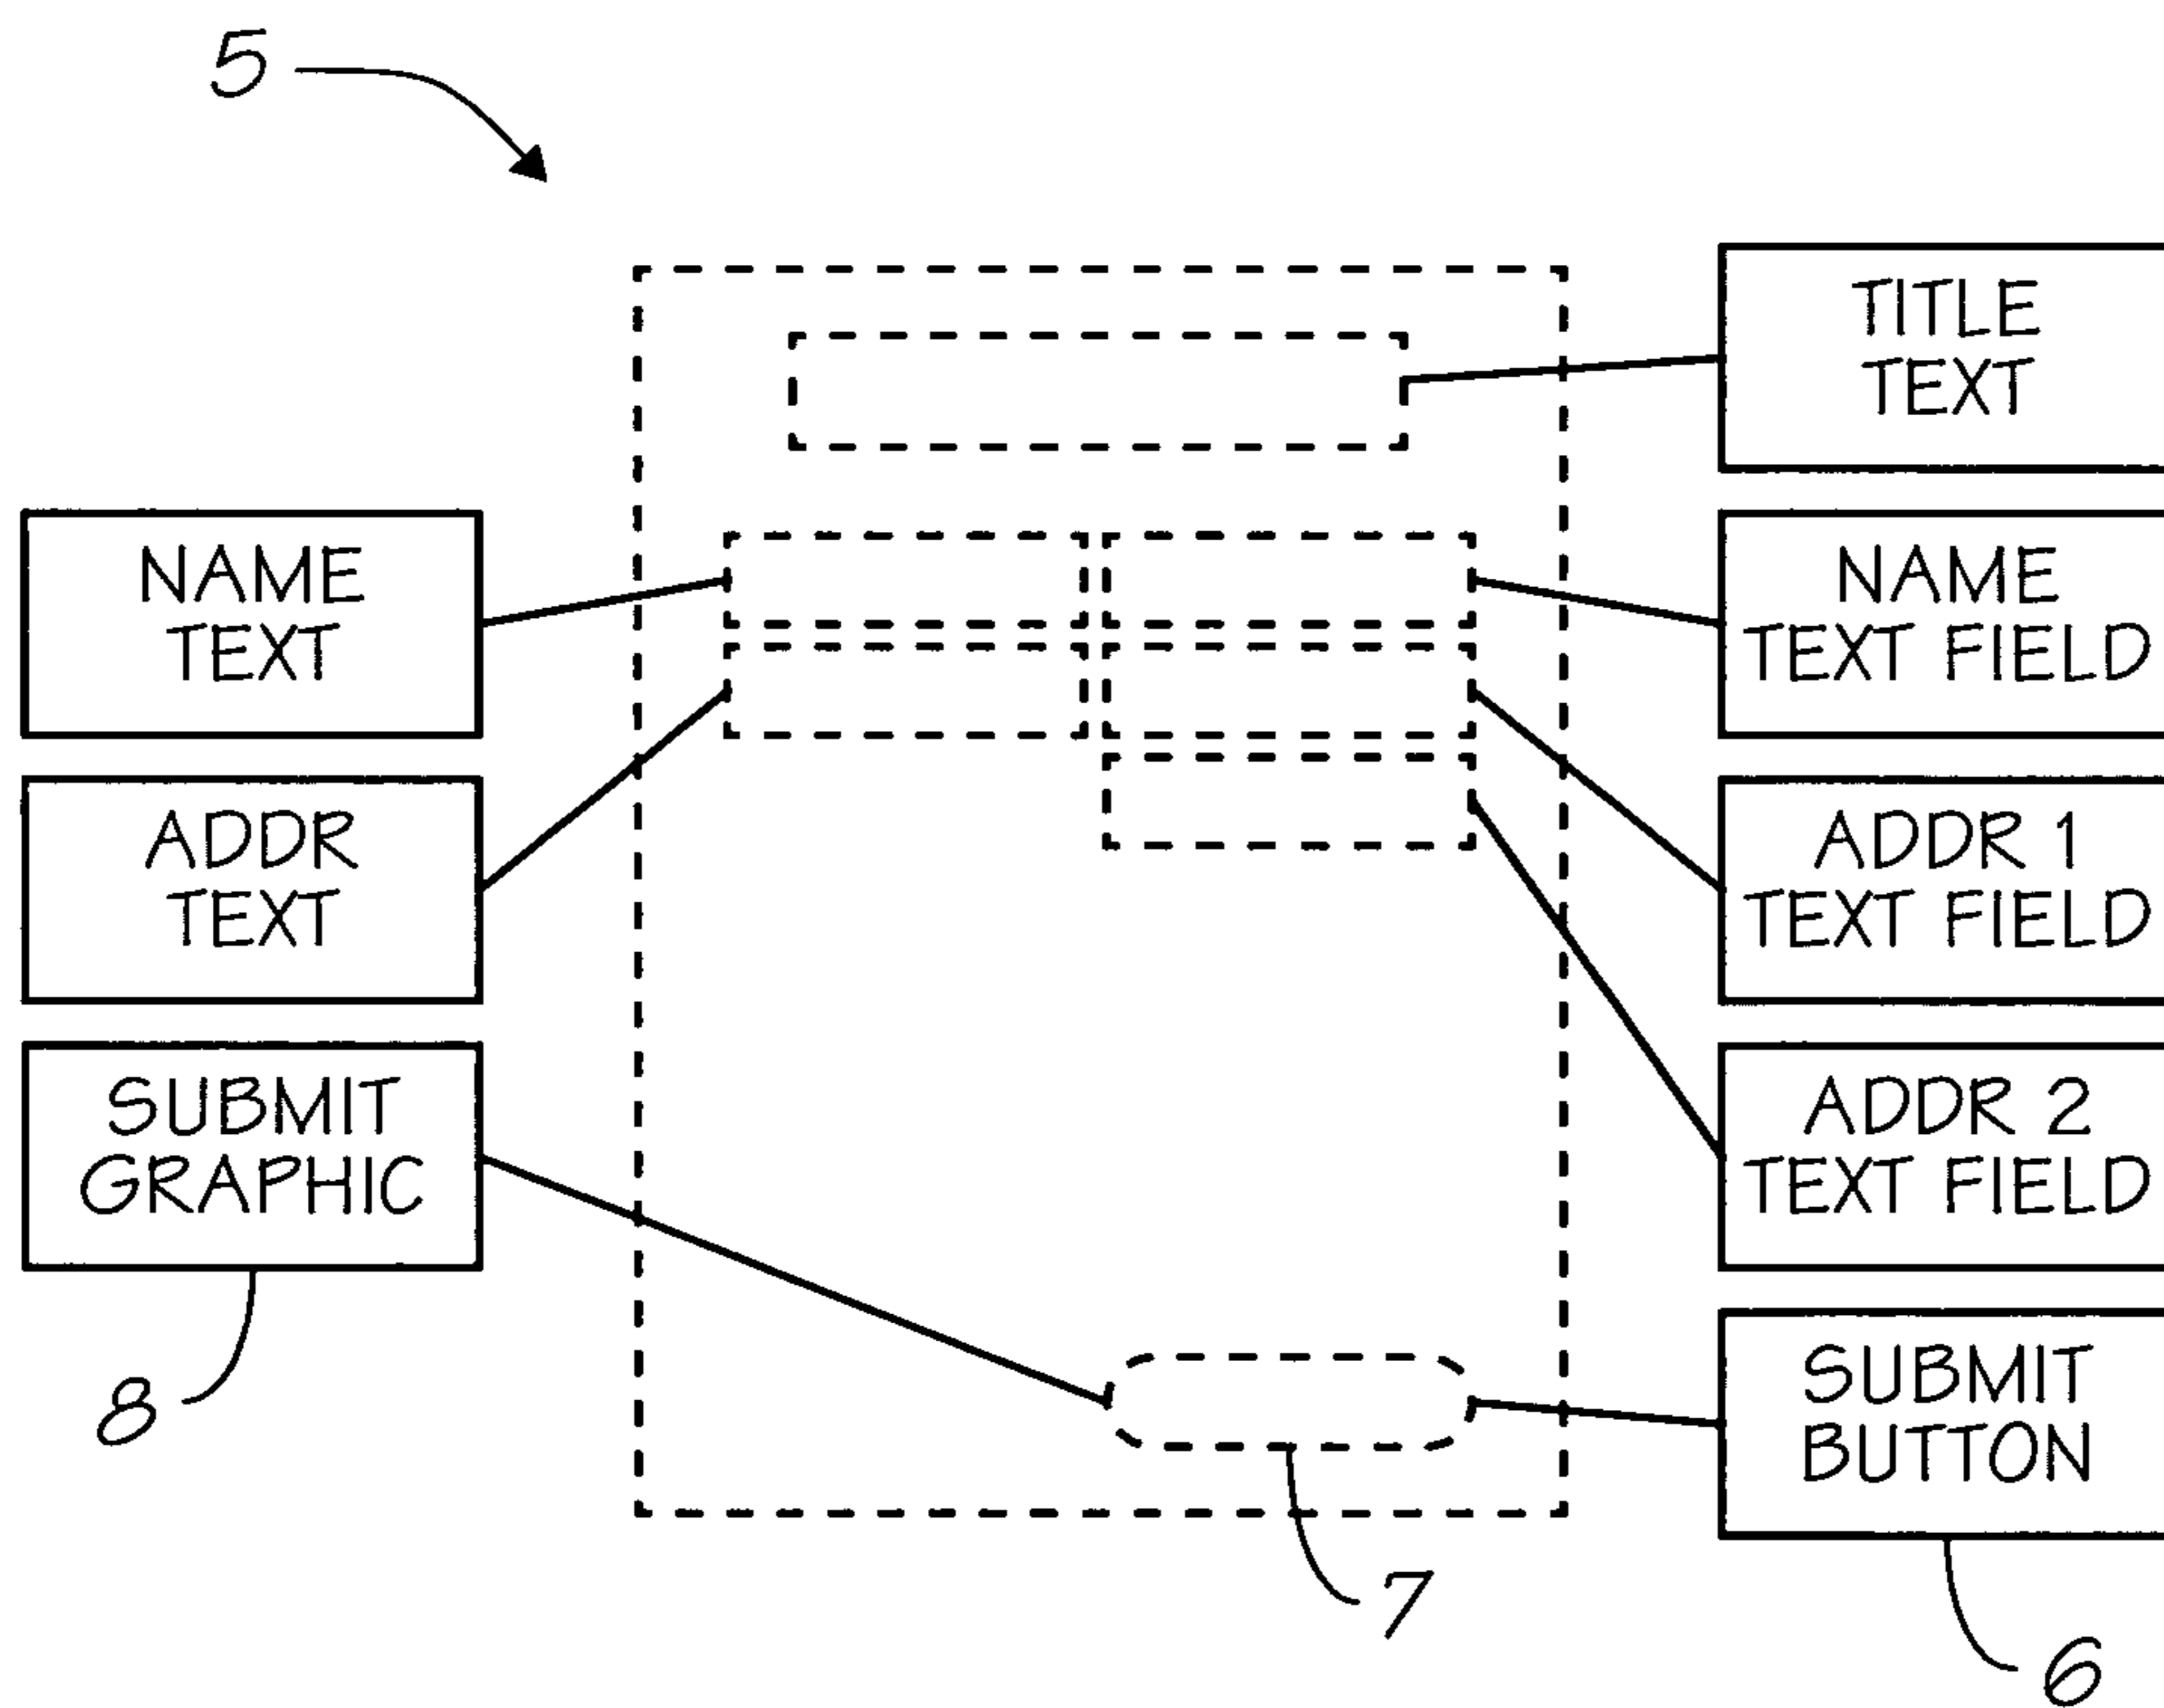 5
TITLE
TEXT
NAME
TEXT
NAME
TEXT FIELD
ADDR
TEXT
ADDR 1
TEXT FIELD
SUBMIT
GRAPHIC
ADDR 2
TEXT FIELD
SUBMIT
BUTTON
8
7
6